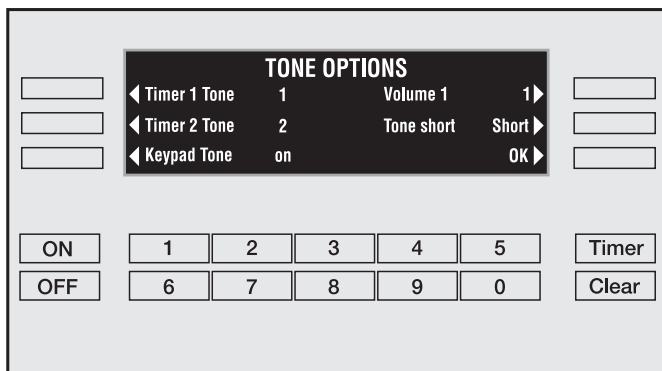 TONE OPTIONS
Timer 1 Tone 1 Volume 1 1
Timer 2 Tone 2 Tone short Short
Keypad Tone on OK
ON 1 2 3 4 5 Timer
OFF 6 7 8 9 0 Clear